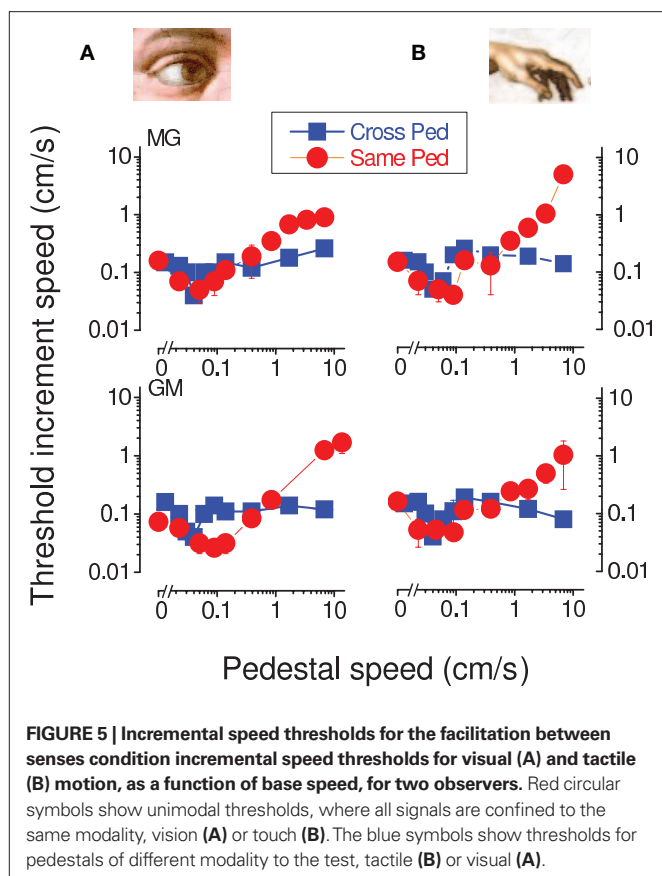 A
B
Cross Ped
Same Ped
MG
10
1
0.1
0.01
10
1
0.1
0.01
0 0.1 1 10
0 0.1 1 10
GM
10
1
0.1
0.01
10
1
0.1
0.01
0 0.1 1 10
0 0.1 1 10
Threshold increment speed (cm/s)
Pedestal speed (cm/s)
FIGURE 5 | Incremental speed thresholds for the facilitation between
senses condition incremental speed thresholds for visual (A) and tactile
(B) motion, as a function of base speed, for two observers. Red circular
symbols show unimodal thresholds, where all signals are confined to the
same modality, vision (A) or touch (B). The blue symbols show thresholds for
pedestals of different modality to the test, tactile (B) or visual (A).